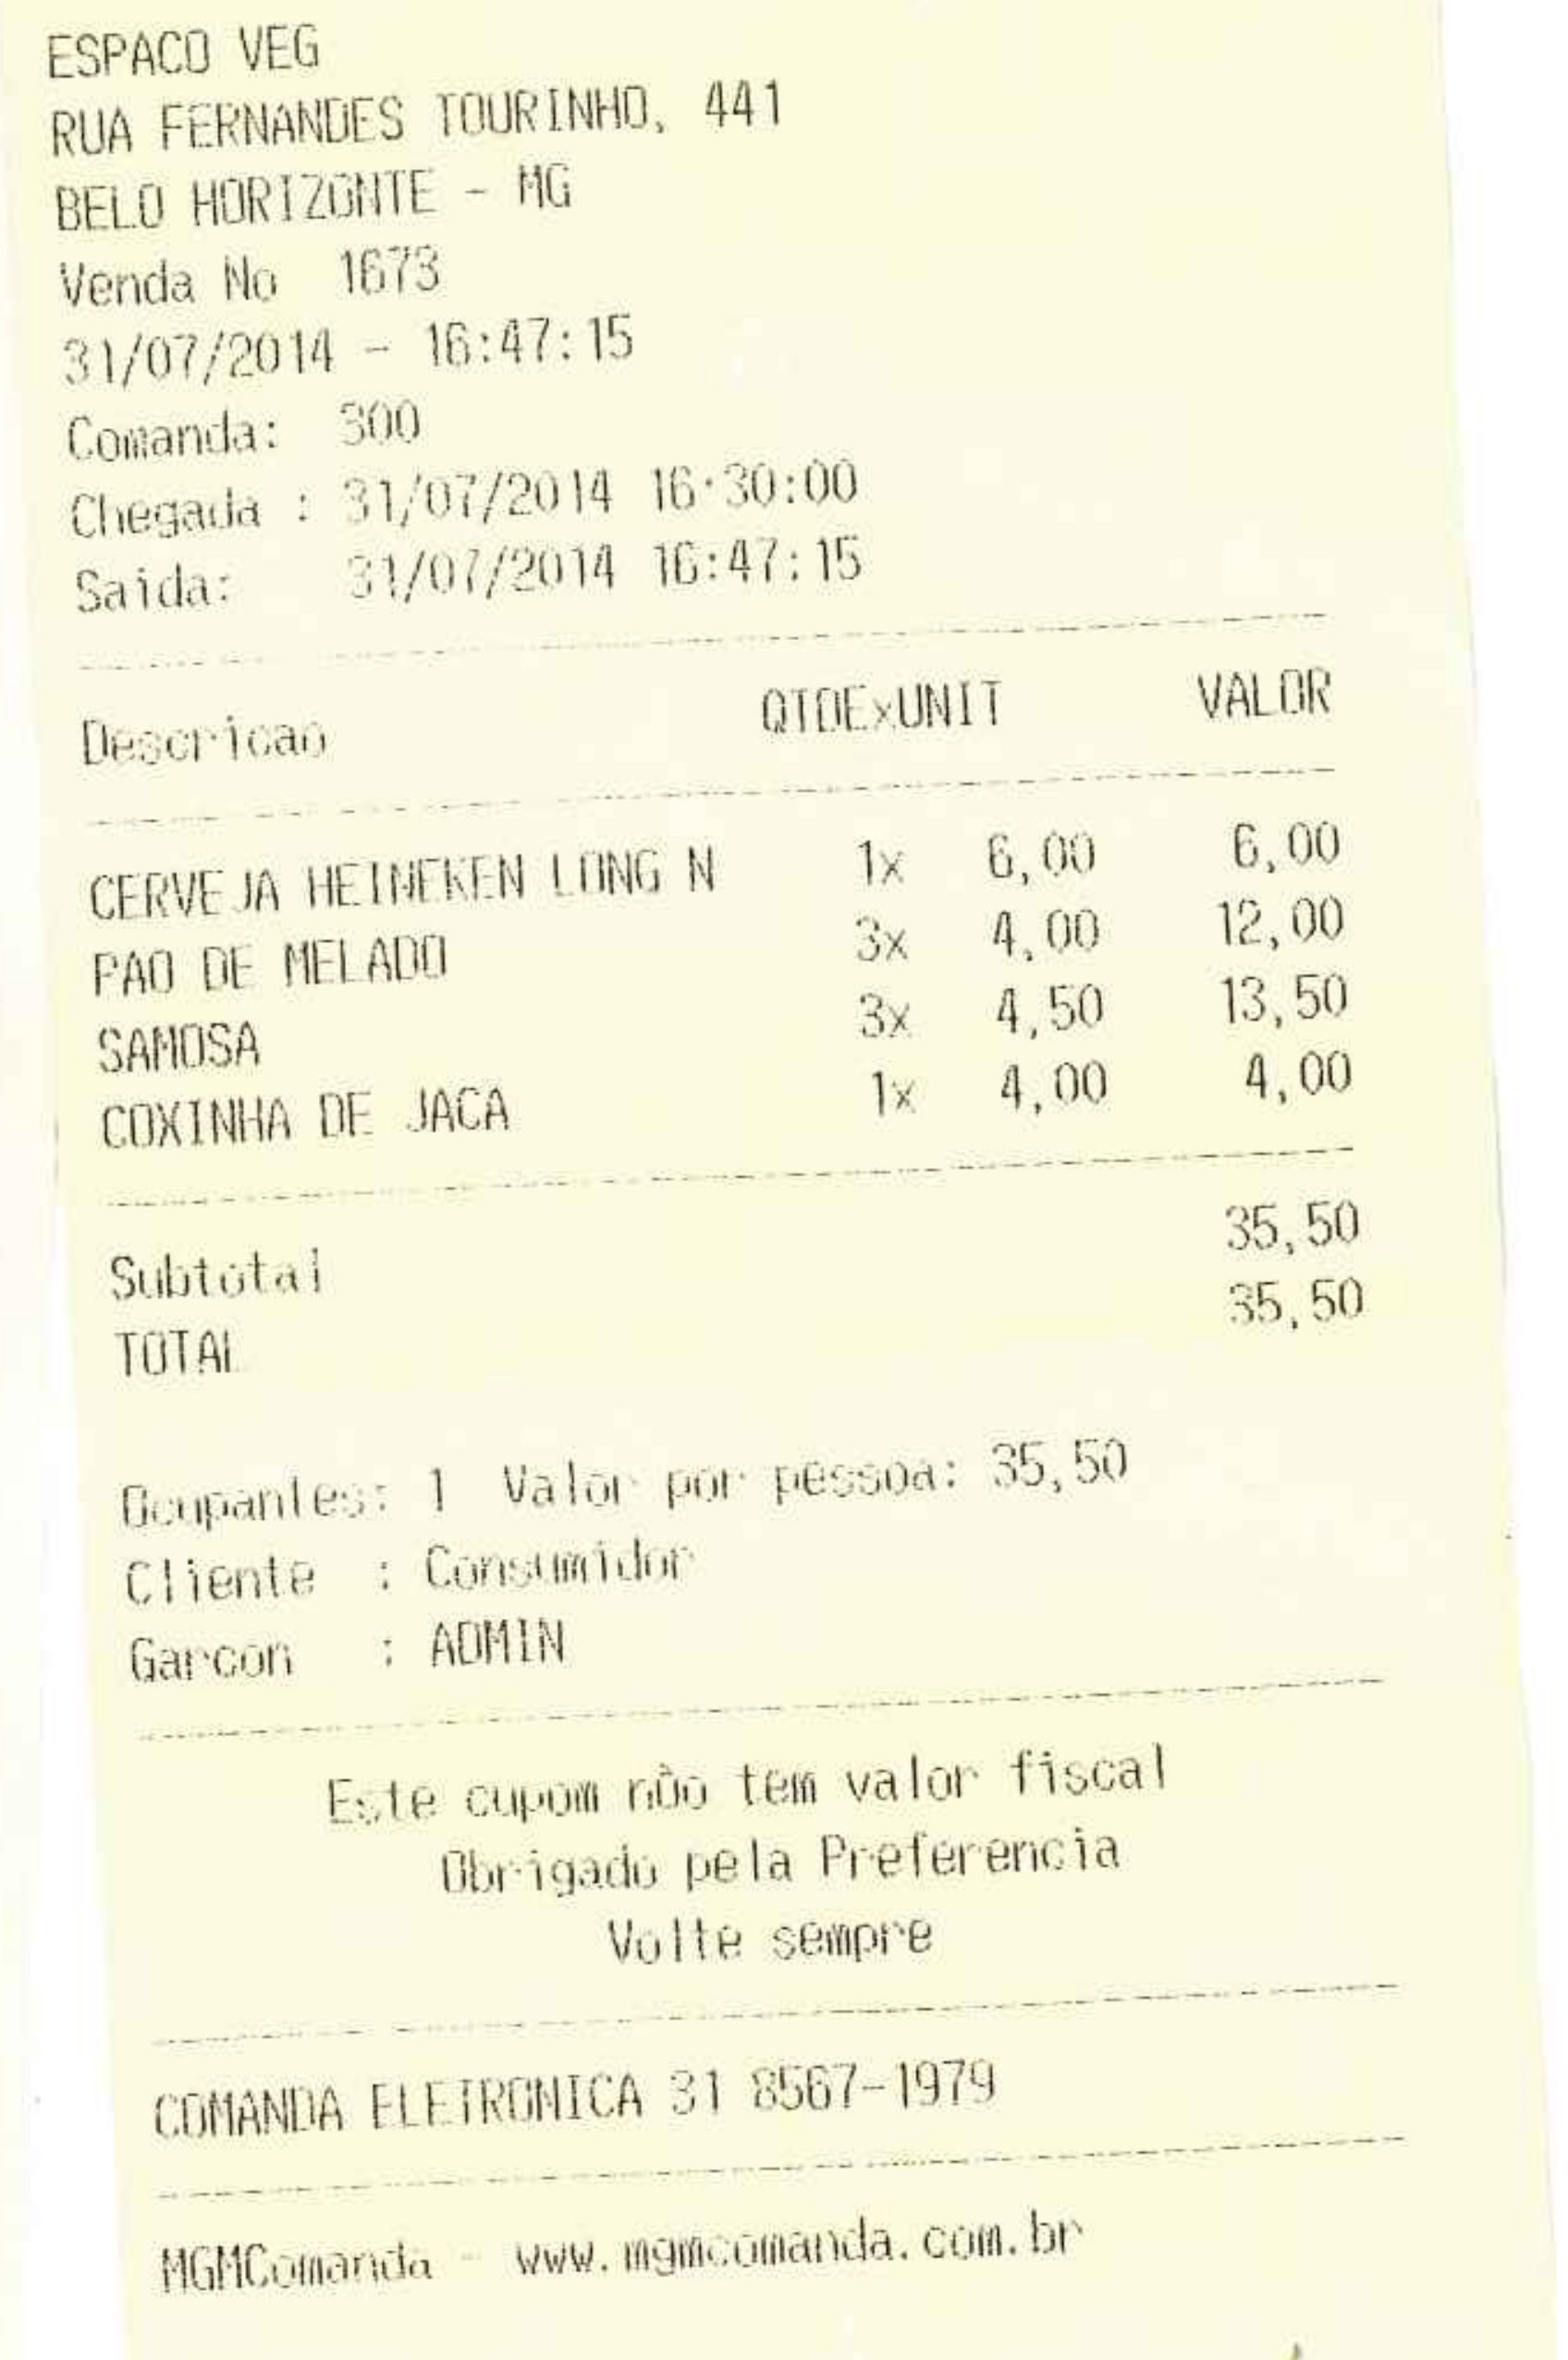 ESPACO VEG
RUA FERNANDES TOURINHO, 441
BELO HORIZONTE - MG
Venda No 1673
31/07/2014 - 16:47:15
Comanda: 300
Chegada : 31/07/2014 16:30:00
Saida: 31/07/2014 16:47:15
Descricao QTDExUNIT VALOR
CERVEJA HEINEKEN LONG N 1x 6,00 6,00
PAO DE MELADO 3x 4,00 12,00
SAMOSA 3x 4,50 13,50
COXINHA DE JACA 1x 4,00 4,00
Subtotal 35,50
TOTAL 35,50
Ocupantes: 1 Valor por pessoa: 35,50
Cliente : Consumidor
Garcon : ADMIN
Este cupom nôo tem valor fiscal
Obrigado pela Preferencia
Volte sempre
COMANDA ELETRONICA 31 8567-1979
MGMComanda - www.mgmcomanda.com.br